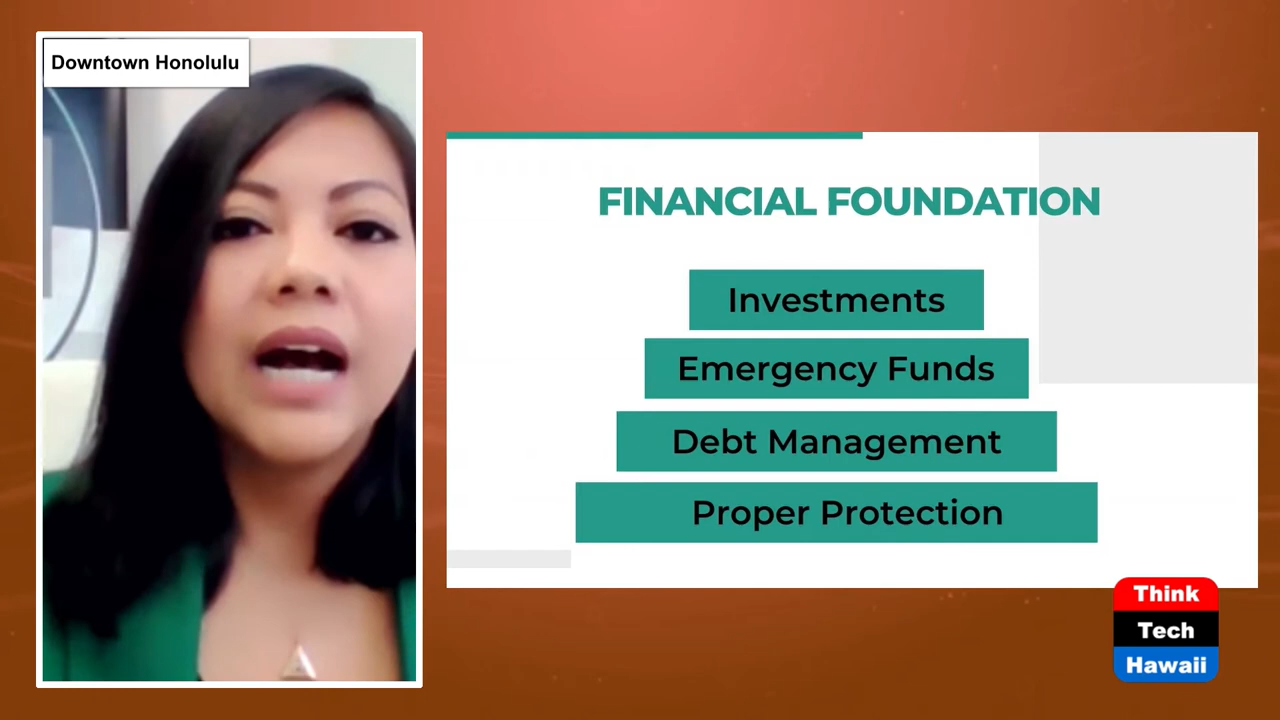 Downtown Honolulu
FINANCIAL FOUNDATION
Investments
Emergency Funds
Debt Management
Proper Protection
Think
Tech
Hawaii